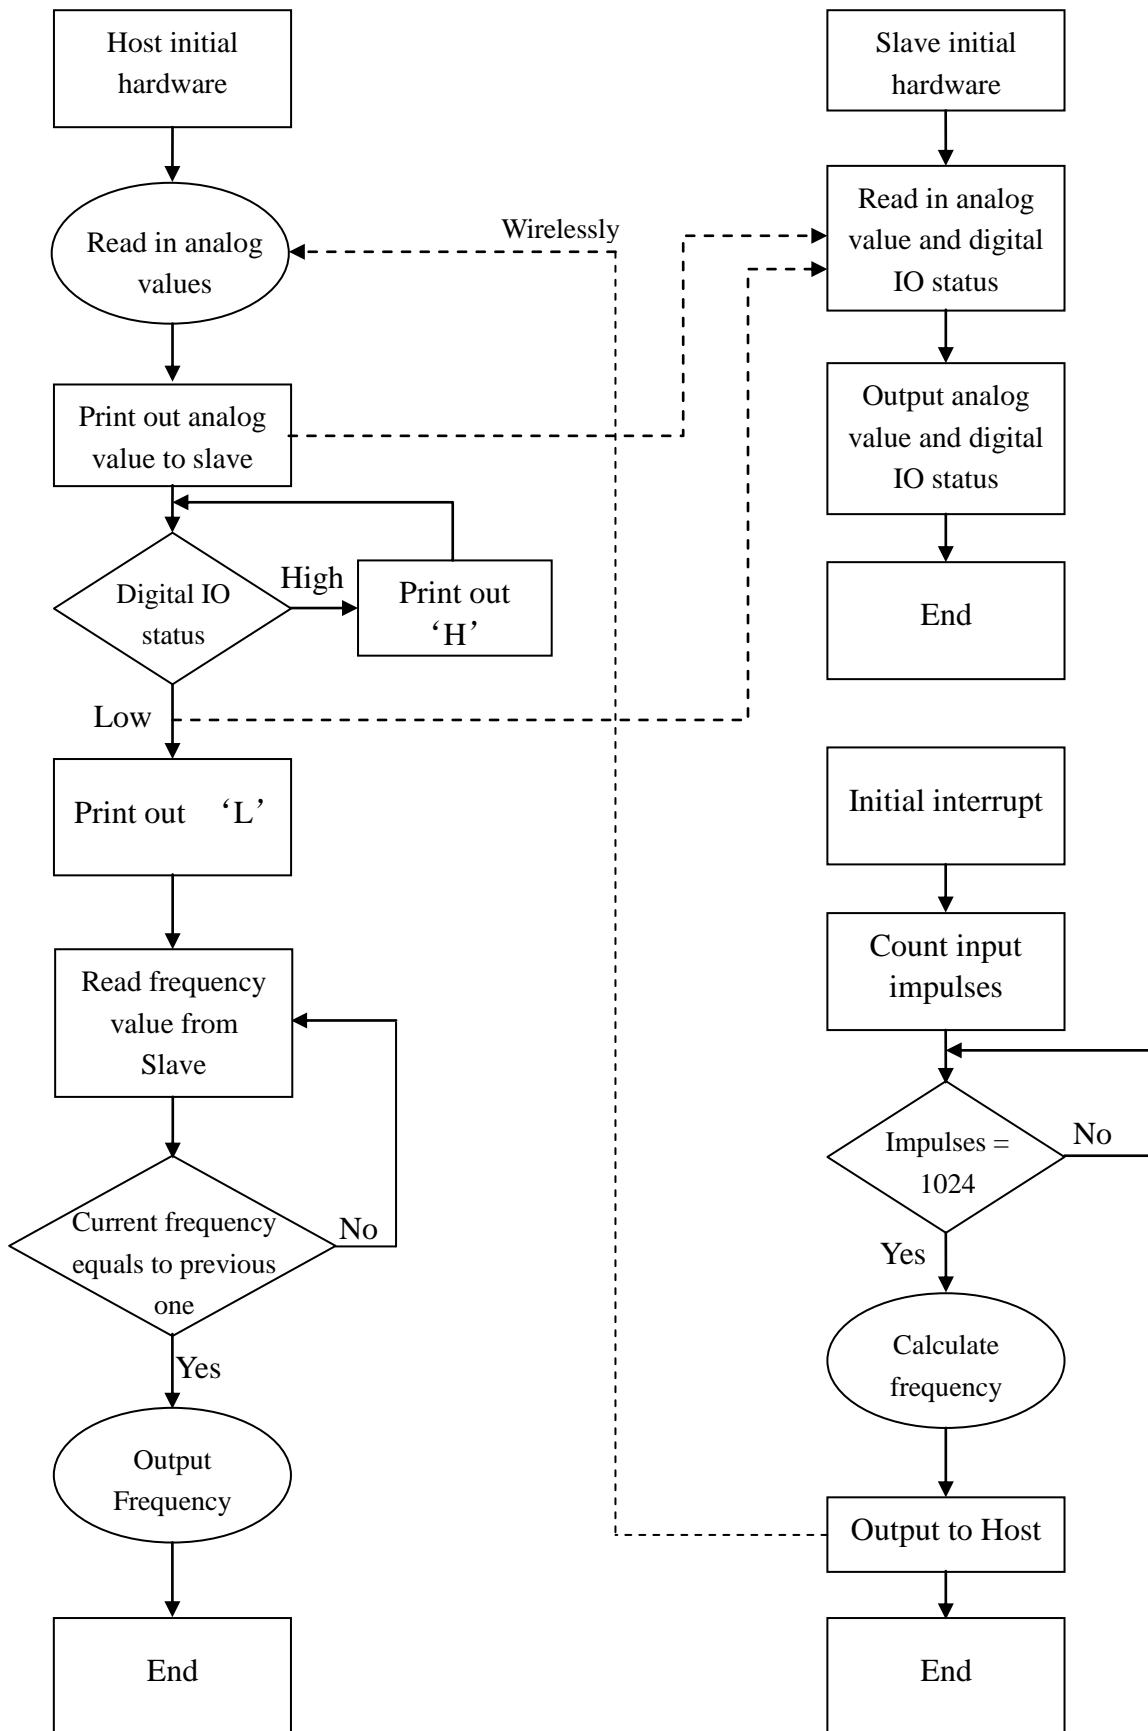 Host initial
hardware
Read in analog
values
Print out analog
value to slave
Digital IO
status
High
Print out
‘H’
Low
Print out ‘L’
Read frequency
value from
Slave
Current frequency
equals to previous
one
No
Yes
Output
Frequency
End
Wirelessly
Slave initial
hardware
Read in analog
value and digital
IO status
Output analog
value and digital
IO status
End
Initial interrupt
Count input
impulses
Impulses =
1024
No
Yes
Calculate
frequency
Output to Host
End